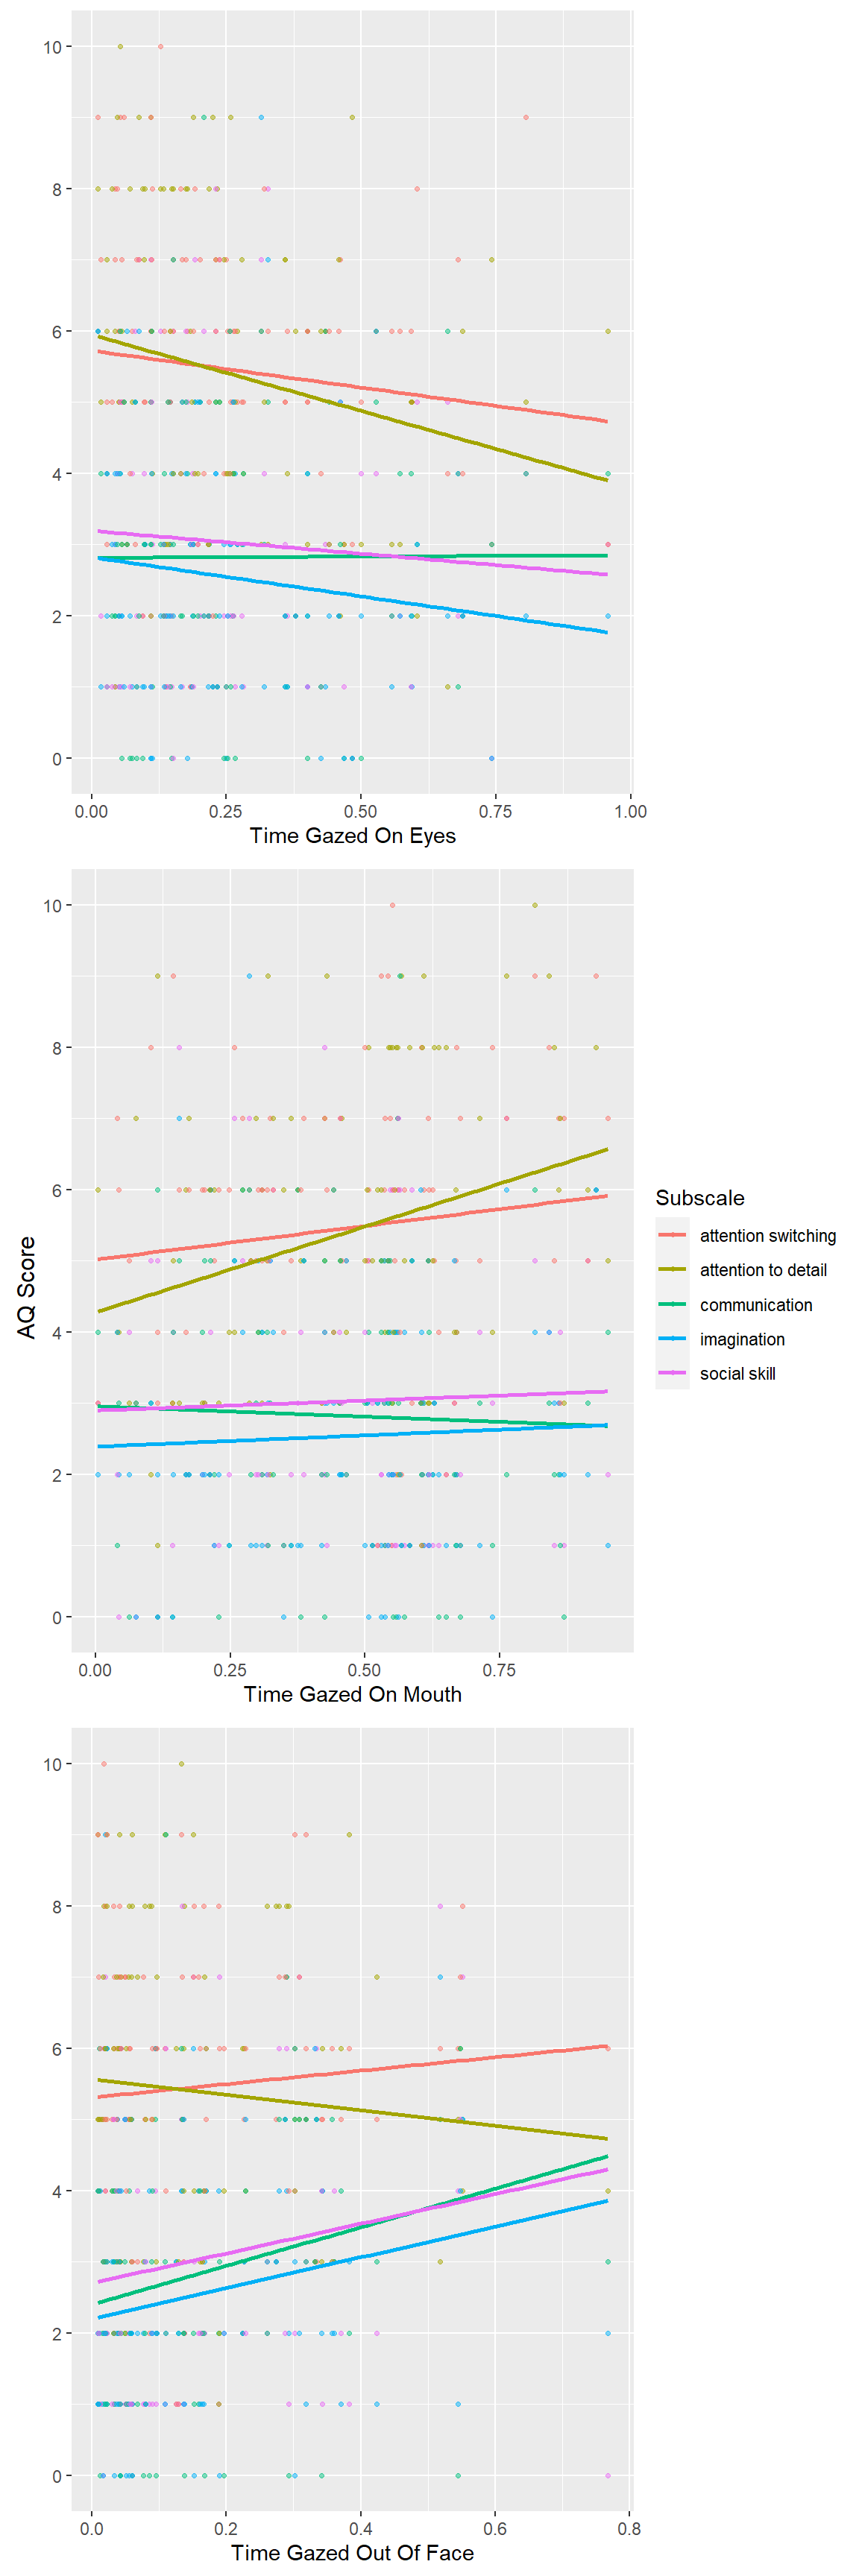 10
8
6
4
2
0
0.00 0.25 0.50 0.75 1.00
Time Gazed On Eyes
AQ Score
10
8
6
4
2
0
0.00 0.25 0.50 0.75
Time Gazed On Mouth
Subscale
attention switching
attention to detail
communication
imagination
social skill
10
8
6
4
2
0
0.0 0.2 0.4 0.6 0.8
Time Gazed Out Of Face